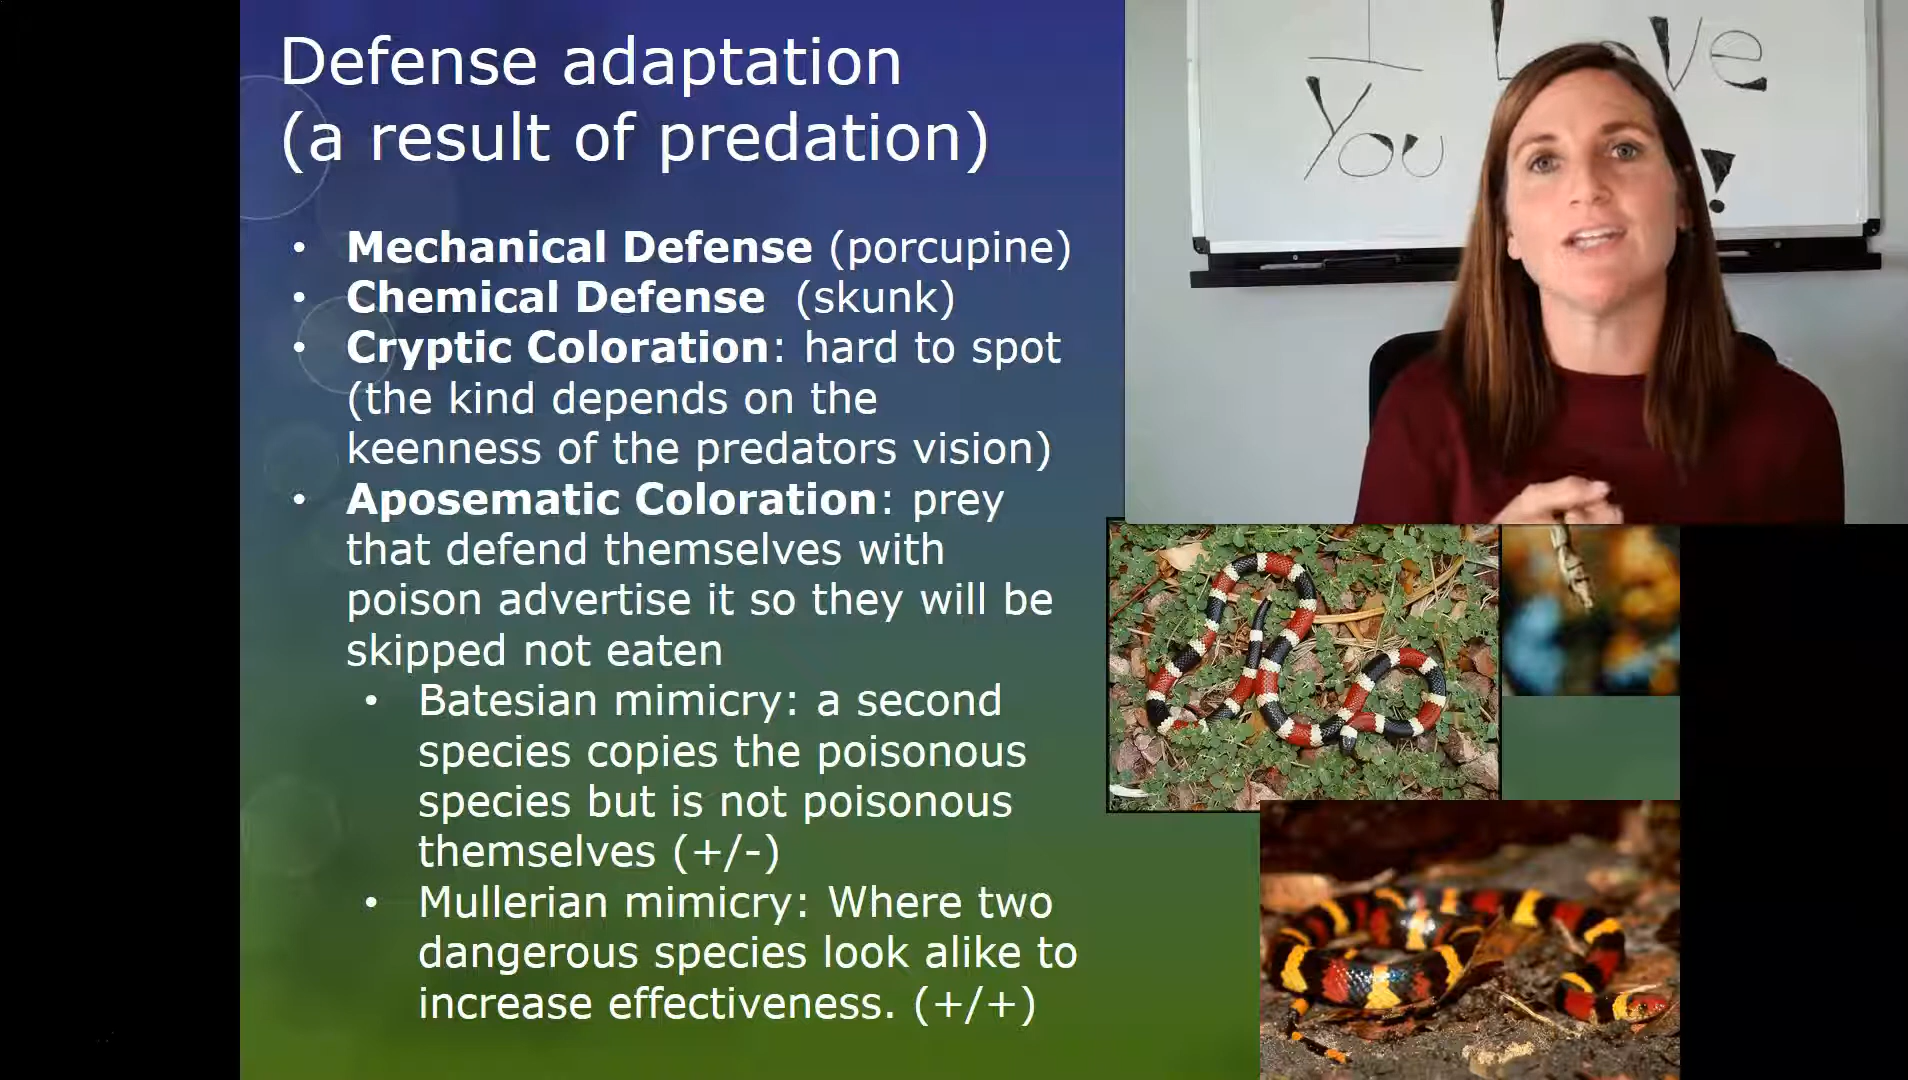 Defense adaptation
(a result of predation)
• Mechanical Defense (porcupine)
• Chemical Defense (skunk)
• Cryptic Coloration: hard to spot
(the kind depends on the
keenness of the predators vision)
• Aposematic Coloration: prey
that defend themselves with
poison advertise it so they will be
skipped not eaten
• Batesian mimicry: a second
species copies the poisonous
species but is not poisonous
themselves (+/-)
• Mullerian mimicry: Where two
dangerous species look alike to
increase effectiveness. (+/+)
I
You
!